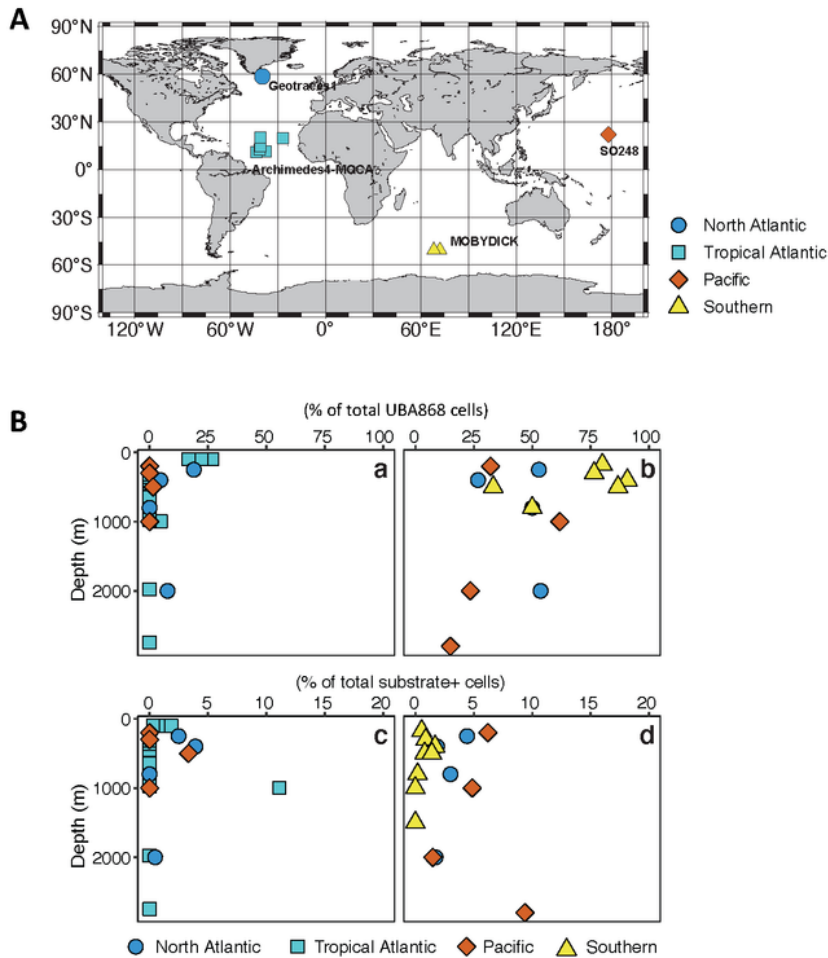 A
90°N
60°N
30°N
0°
30°S
60°S
90°S
120°W 60°W 0° 60°E 120°E 180°
Geotraces1
Archimedes4-MOCA
SO248
MOBYDICK
North Atlantic
Tropical Atlantic
Pacific
Southern
B
(% of total UBA868 cells)
0 25 50 75 100 0 25 50 75 100
a b
0
1000
2000
Depth (m)
(% of total substrate+ cells)
0 5 10 15 20 0 5 10 15 20
c d
0
1000
2000
Depth (m)
North Atlantic Tropical Atlantic Pacific Southern